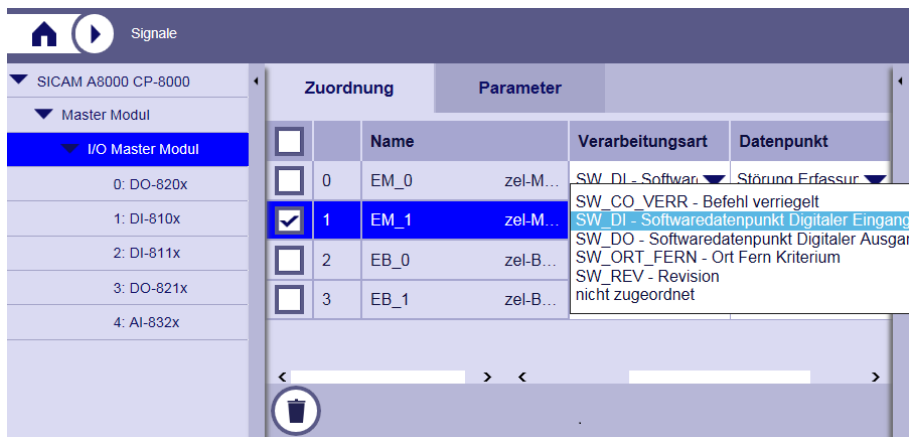 Signale
SICAM A8000 CP-8000
Master Modul
I/O Master Modul
0: DO-820x
1: DI-810x
2: DI-811x
3: DO-821x
4: AI-832x
Zuordnung Parameter
Name Verarbeitungsart Datenpunkt
0 EM_0 zel-M... SW_DI - Softwar Störung Erfassur
1 EM_1 zel-M...
2 EB_0 zel-B...
3 EB_1 zel-B...
SW_CO_VERR - Befehl verriegelt
SW_DI - Softwaredatenpunkt Digitaler Eingang
SW_DO - Softwaredatenpunkt Digitaler Ausgar
SW_ORT_FERN - Ort Fern Kriterium
SW_REV - Revision
nicht zugeordnet